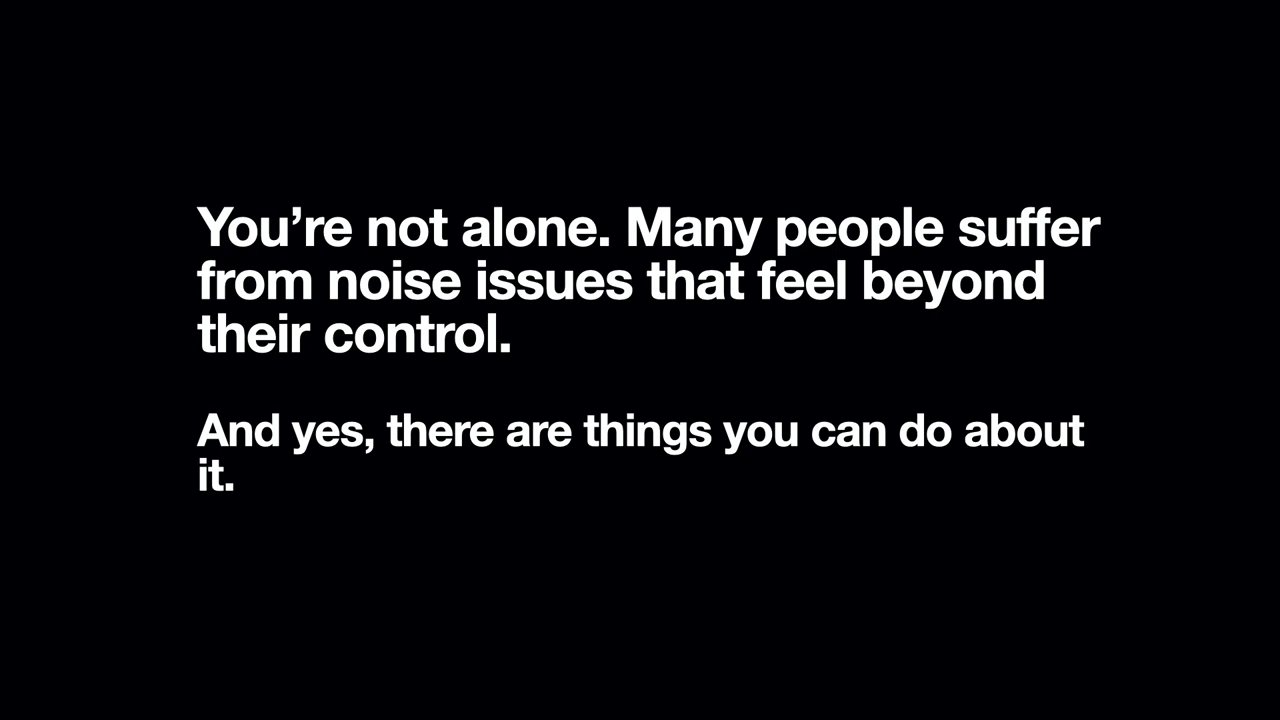 You’re not alone. Many people suffer
from noise issues that feel beyond
their control.
And yes, there are things you can do about
it.